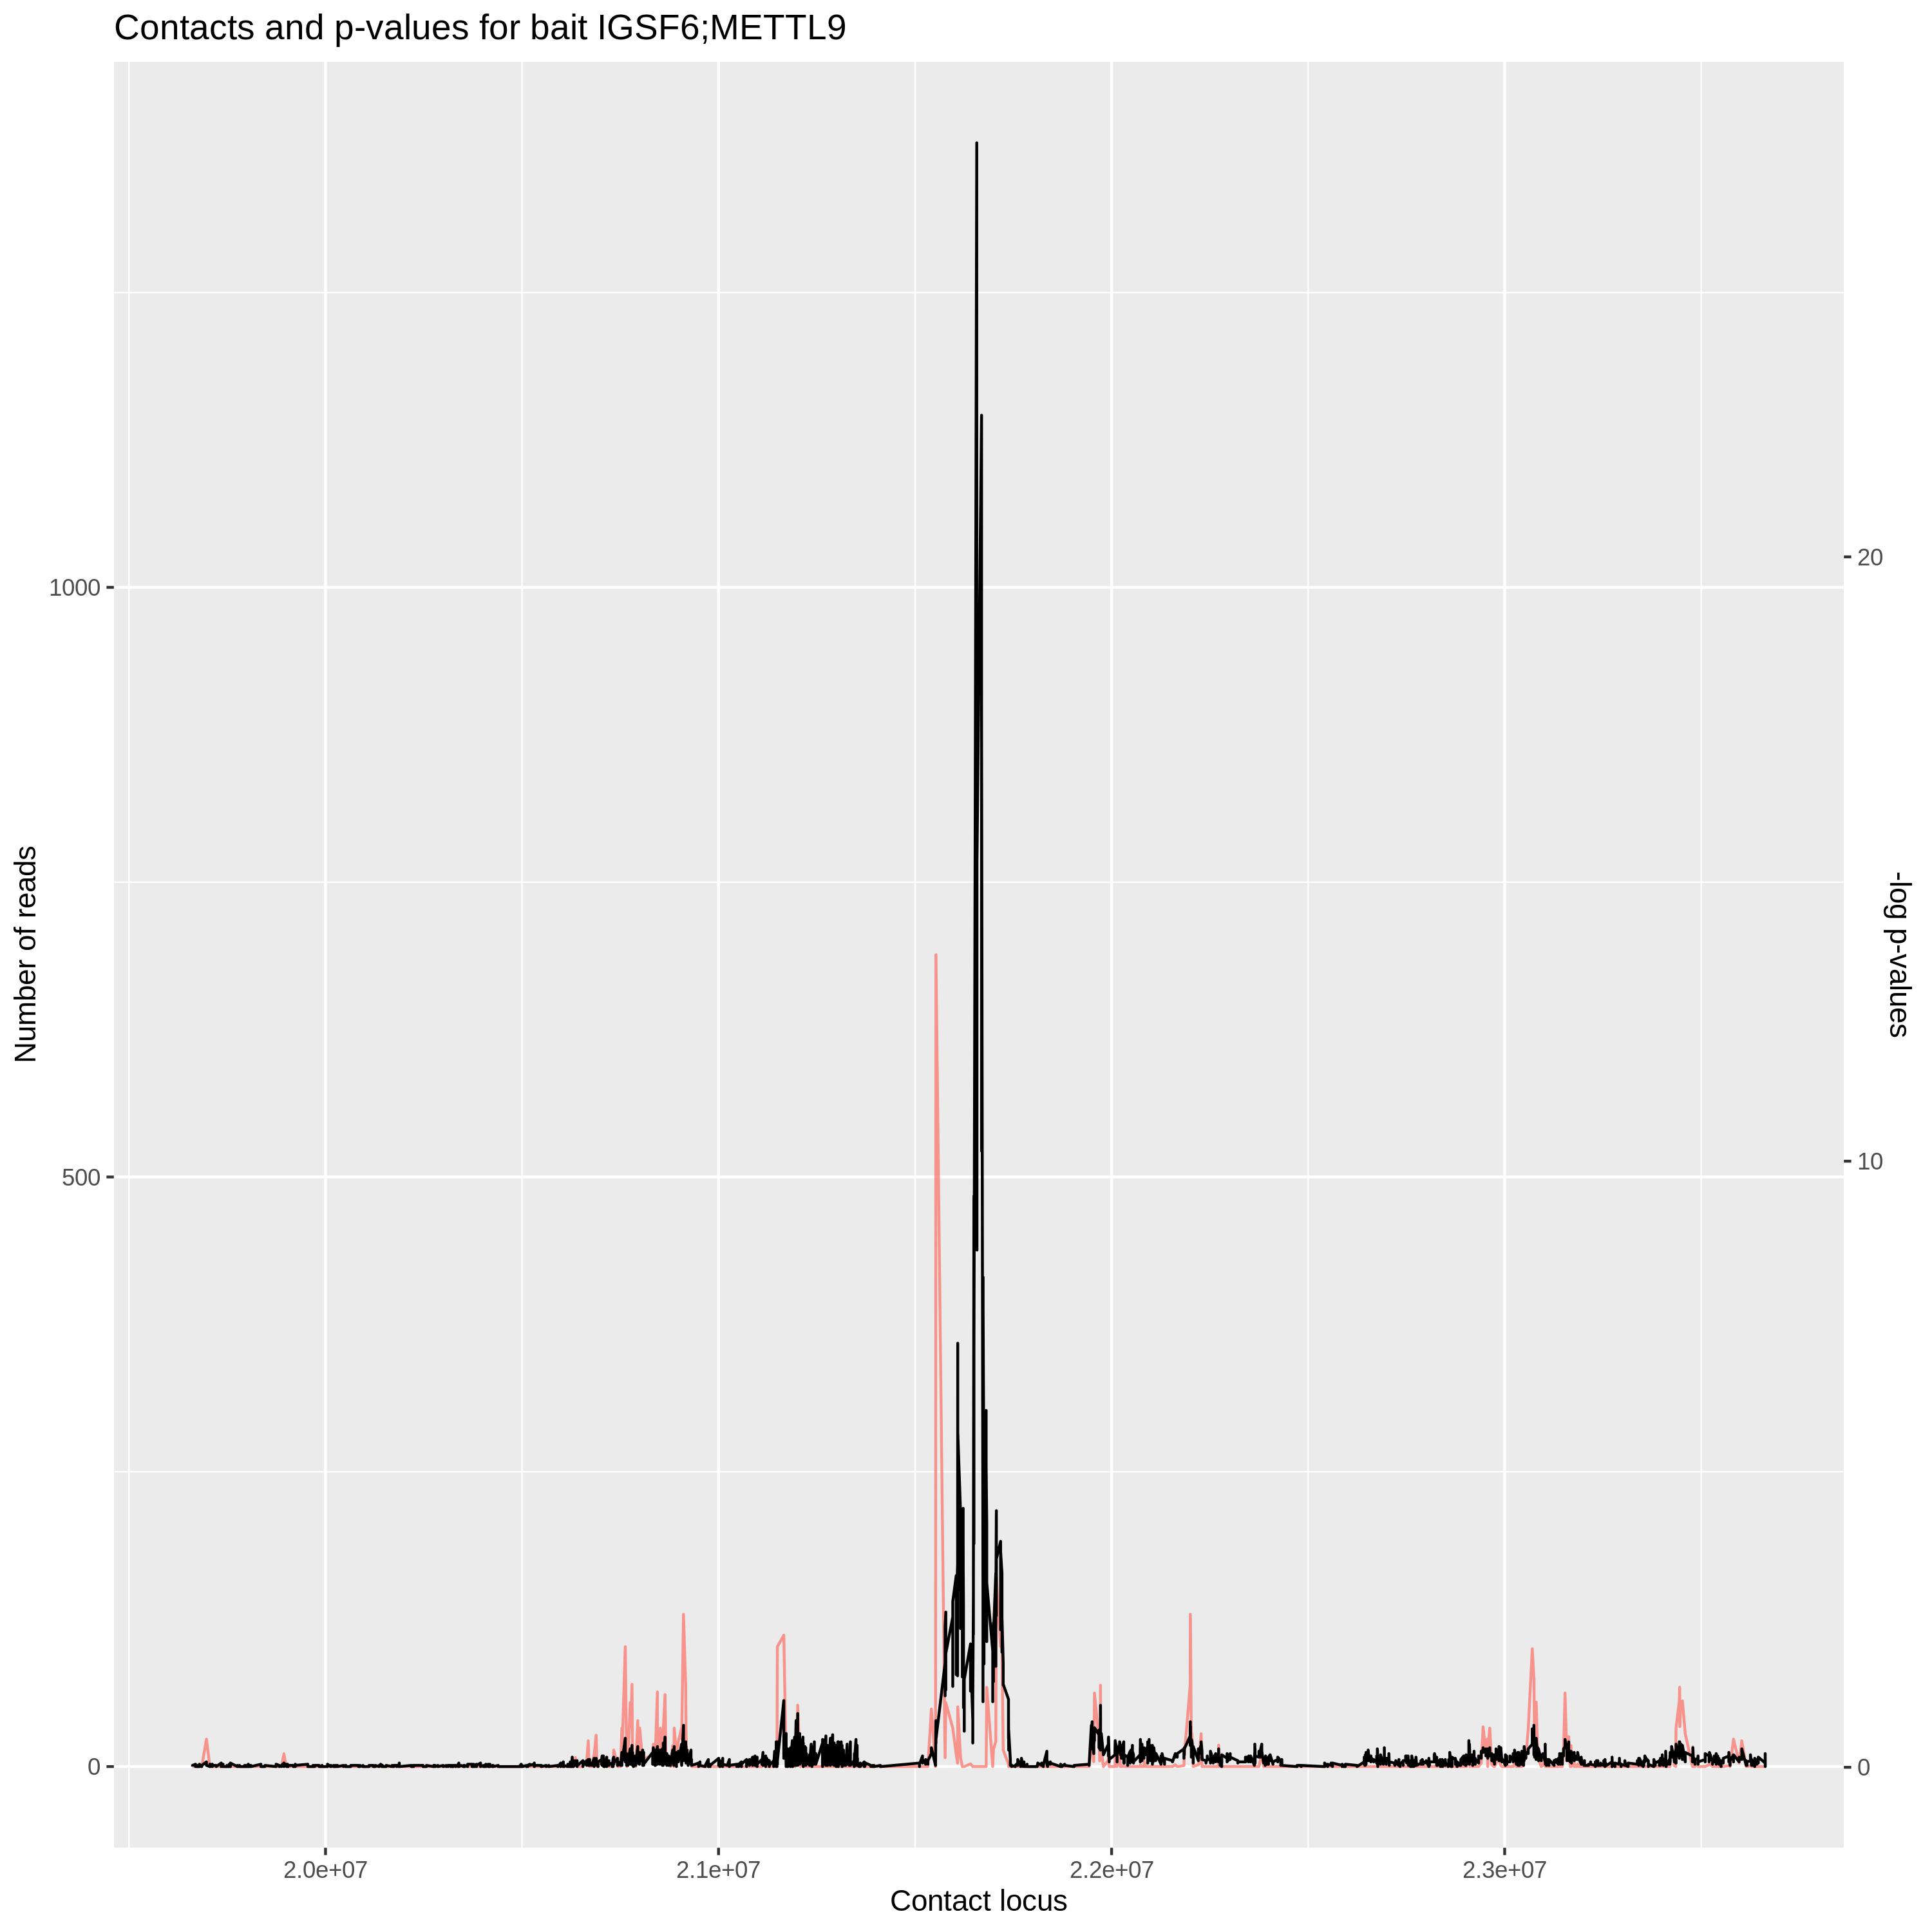 Contacts and p-values for bait IGSF6;METTL9
Number of reads
1000
500
0
20
10
0
-log p-values
2.0e+07
2.1e+07
2.2e+07
2.3e+07
Contact locus